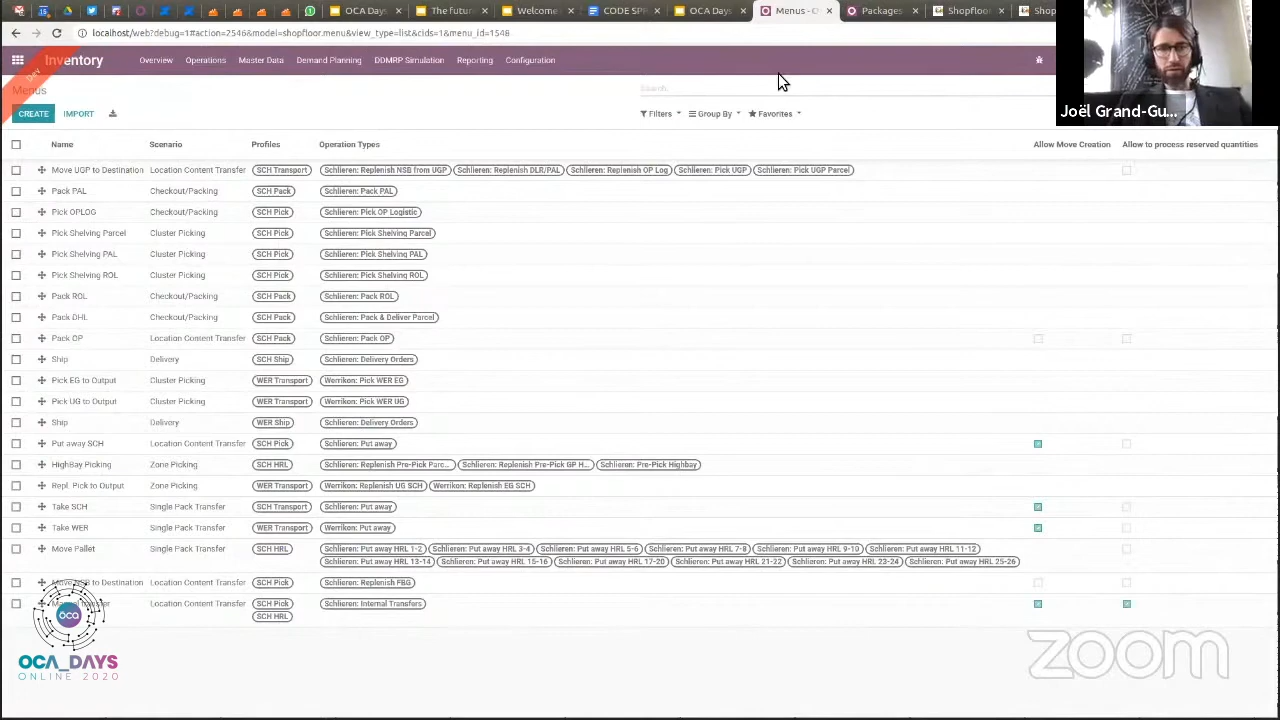 OCA Days
The future
Welcome
CODE SPR
OCA Days
Menus - O
Packages
Shopfloor
Shop
localhost/web?debug=1#action=2546&model=shopfloor.menu&view_type=list&cids=1&menu_id=1548
Inventory Overview Operations Master Data Demand Planning DDMRP Simulation Reporting Configuration
Dev
Menus
Search...
CREATE IMPORT Filters Group By Favorites
Joël Grand-Gu...
Name Scenario Profiles Operation Types Allow Move Creation Allow to process reserved quantities
Move UGP to Destination Location Content Transfer SCH Transport Schlieren: Replenish NSB from UGP Schlieren: Replenish DLR/PAL Schlieren: Replenish OP Log Schlieren: Pick UGP Schlieren: Pick UGP Parcel
Pack PAL Checkout/Packing SCH Pack Schlieren: Pack PAL
Pick OPLOG Checkout/Packing SCH Pick Schlieren: Pick OP Logistic
Pick Shelving Parcel Cluster Picking SCH Pick Schlieren: Pick Shelving Parcel
Pick Shelving PAL Cluster Picking SCH Pick Schlieren: Pick Shelving PAL
Pick Shelving ROL Cluster Picking SCH Pick Schlieren: Pick Shelving ROL
Pack ROL Checkout/Packing SCH Pack Schlieren: Pack ROL
Pack DHL Checkout/Packing SCH Pack Schlieren: Pack & Deliver Parcel
Pack OP Location Content Transfer SCH Pack Schlieren: Pack OP
Ship Delivery SCH Ship Schlieren: Delivery Orders
Pick EG to Output Cluster Picking WER Transport Werrikon: Pick WER EG
Pick UG to Output Cluster Picking WER Transport Werrikon: Pick WER UG
Ship Delivery WER Ship Schlieren: Delivery Orders
Put away SCH Location Content Transfer SCH Pick Schlieren: Put away
HighBay Picking Zone Picking SCH HRL Schlieren: Replenish Pre-Pick Parc... Schlieren: Replenish Pre-Pick GP H... Schlieren: Pre-Pick Highbay
Repl. Pick to Output Zone Picking WER Transport Werrikon: Replenish UG SCH Werrikon: Replenish EG SCH
Take SCH Single Pack Transfer SCH Transport Schlieren: Put away
Take WER Single Pack Transfer WER Transport Werrikon: Put away
Move Pallet Single Pack Transfer SCH HRL Schlieren: Put away HRL 1-2 Schlieren: Put away HRL 3-4 Schlieren: Put away HRL 5-6 Schlieren: Put away HRL 7-8 Schlieren: Put away HRL 9-10 Schlieren: Put away HRL 11-12
Schlieren: Put away HRL 13-14 Schlieren: Put away HRL 15-16 Schlieren: Put away HRL 17-20 Schlieren: Put away HRL 21-22 Schlieren: Put away HRL 23-24 Schlieren: Put away HRL 25-26
to Destination Location Content Transfer SCH Pick Schlieren: Replenish FBG
Location Content Transfer SCH Pick Schlieren: Internal Transfers
SCH HRL
oca
OCA_DAYS
ONLINE 2020
zoom